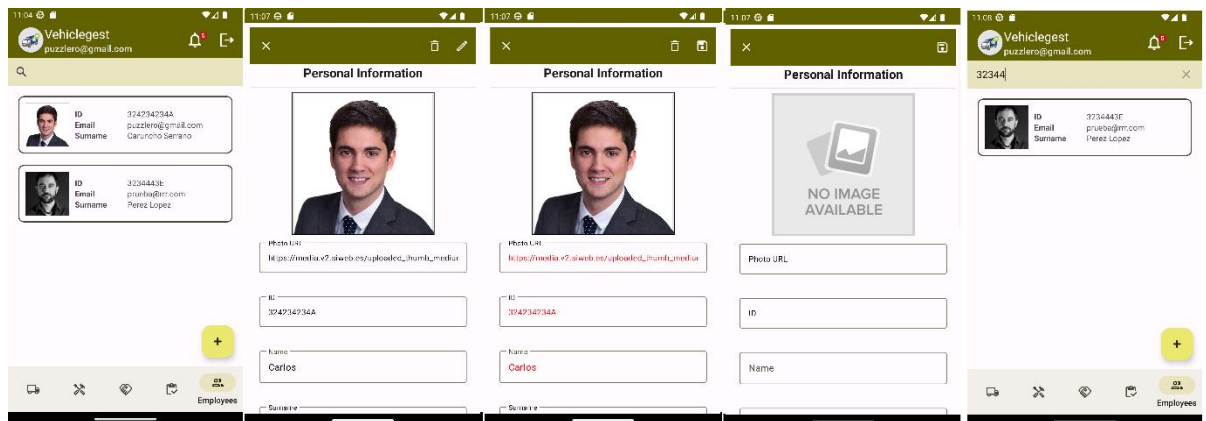 11:04
Vehiclegest
puzzlero@gmail.com
ID 324234234A
Email puzzlero@gmail.com
Surname Caruncho Serrano
ID 3234443E
Email prueba@rrr.com
Surname Perez Lopez
+
Employees
11:07
Personal Information
Photo URL
https://media.v2.siweb.es/uploaded_thumb_mediur
ID
324234234A
Name
Carlos
Surname
11:07
Personal Information
Photo URL
https://media.v2.siweb.es/uploaded_thumb_mediur
ID
324234234A
Name
Carlos
Surname
11:07
Personal Information
NO IMAGE
AVAILABLE
Photo URL
ID
Name
11:08
Vehiclegest
puzzlero@gmail.com
32344
ID 3234443E
Email prueba@rrr.com
Surname Perez Lopez
+
Employees